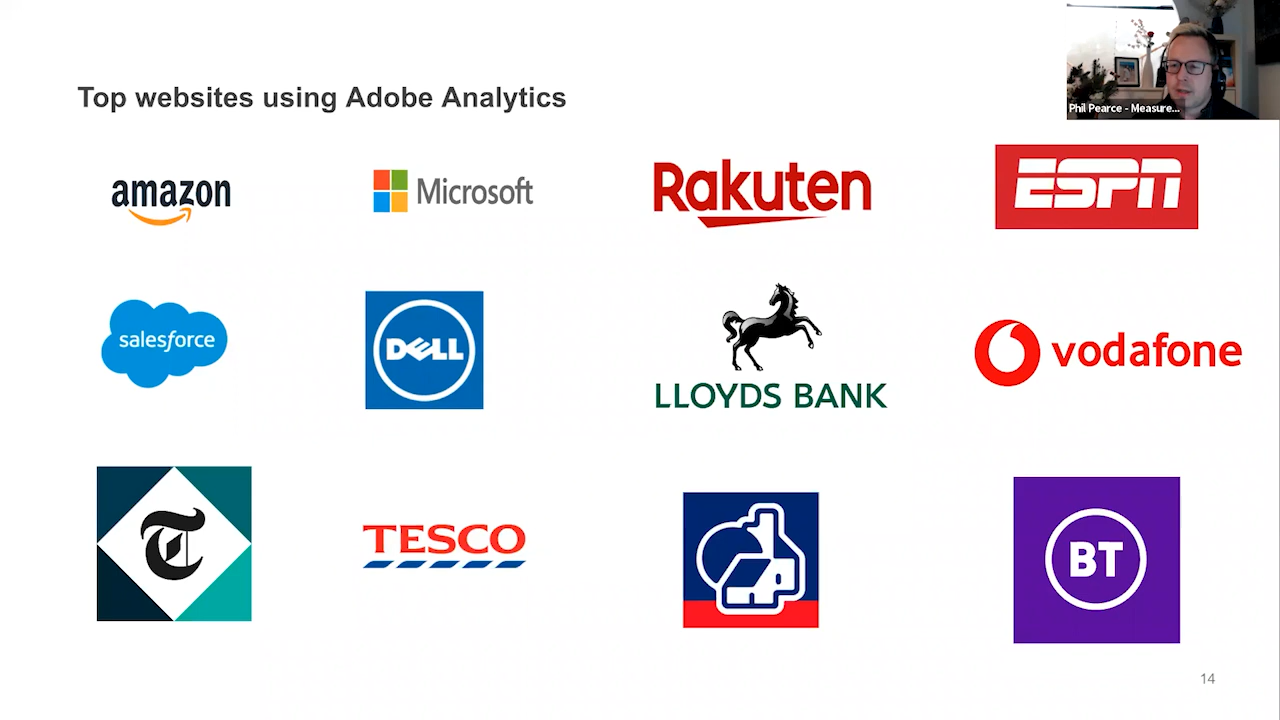 Top websites using Adobe Analytics
Phil Pearce - Measure...
amazon
Microsoft
Rakuten
ESPN
salesforce
DELL
LLOYDS BANK
vodafone
T
TESCO
BT
14